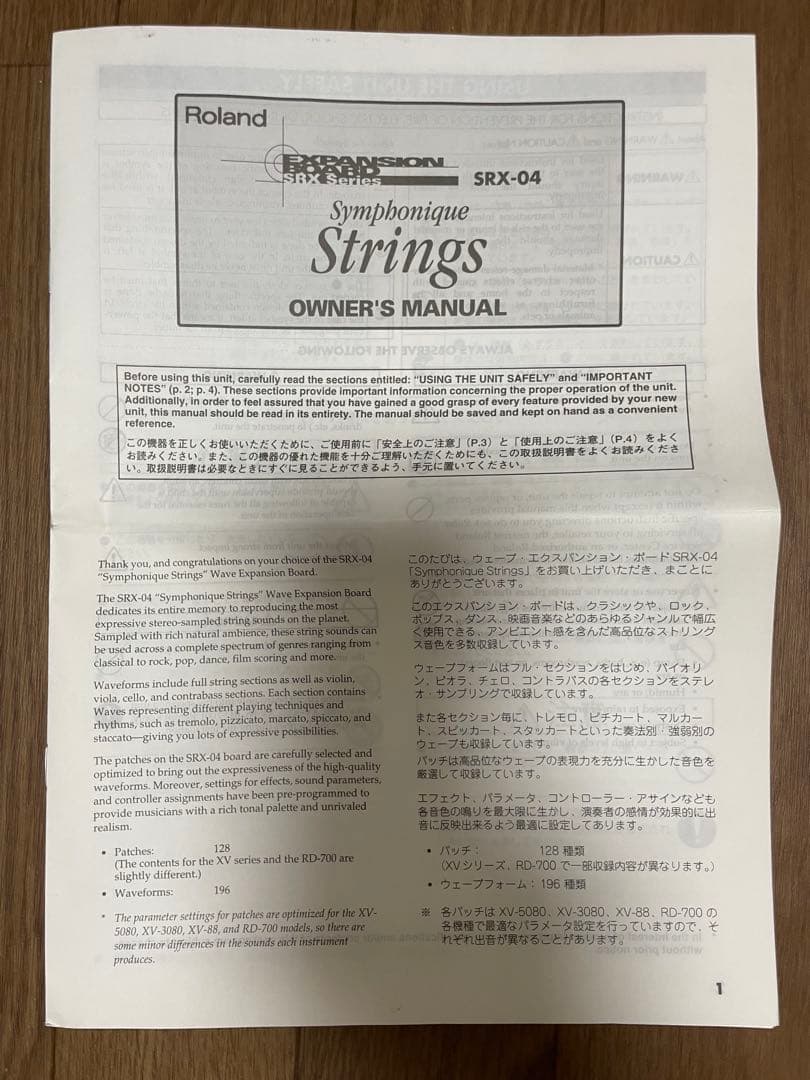 Roland
EXPANSION
BOARD
SRX Series
SRX-04
Symphonique
Strings
OWNER'S MANUAL
Before using this unit, carefully read the sections entitled: "USING THE UNIT SAFELY" and "IMPORTANT
NOTES" (p. 2; p. 4). These sections provide important information concerning the proper operation of the unit.
Additionally, in order to feel assured that you have gained a good grasp of every feature provided by your new
unit, this manual should be read in its entirety. The manual should be saved and kept on hand as a convenient
reference.
この機器を正しくお使いいただくために、ご使用前に「安全上のご注意」(P.3) と「使用上のご注意」(P.4) をよく
お読みください。また、この機器の優れた機能を十分ご理解いただくためにも、この取扱説明書をよくお読みくださ
い。取扱説明書は必要なときにすぐに見ることができるよう、手元に置いてください。
Thank you, and congratulations on your choice of the SRX-04
"Symphonique Strings" Wave Expansion Board.
The SRX-04 "Symphonique Strings" Wave Expansion Board
dedicates its entire memory to reproducing the most
expressive stereo-sampled string sounds on the planet.
Sampled with rich natural ambience, these string sounds can
be used across a complete spectrum of genres ranging from
classical to rock, pop, dance, film scoring and more.
Waveforms include full string sections as well as violin,
viola, cello, and contrabass sections. Each section contains
Waves representing different playing techniques and
rhythms, such as tremolo, pizzicato, marcato, spiccato, and
staccato—giving you lots of expressive possibilities.
The patches on the SRX-04 board are carefully selected and
optimized to bring out the expressiveness of the high-quality
waveforms. Moreover, settings for effects, sound parameters,
and controller assignments have been pre-programmed to
provide musicians with a rich tonal palette and unrivaled
realism.
• Patches: 128
(The contents for the XV series and the RD-700 are
slightly different.)
• Waveforms: 196
* The parameter settings for patches are optimized for the XV-
5080, XV-3080, XV-88, and RD-700 models, so there are
some minor differences in the sounds each instrument
produces.
このたびは、ウェーブ・エクスパンション・ボード SRX-04
「Symphonique Strings」をお買い上げいただき、まことに
ありがとうございます。
このエクスパンション・ボードは、クラシックや、ロック、
ポップス、ダンス、映画音楽などのあらゆるジャンルで幅広
く使用できる、アンビエント感を含んだ高品位なストリング
ス音色を多数収録しています。
ウェーブフォームはフル・セクションをはじめ、バイオリ
ン、ビオラ、チェロ、コントラバスの各セクションをステレ
オ・サンプリングで収録しています。
また各セクション毎に、トレモロ、ピチカート、マルカー
ト、スピッカート、スタッカートといった奏法別・強弱別の
ウェーブも収録しています。
パッチは高品位なウェーブの表現力を充分に生かした音色を
厳選して収録しています。
エフェクト、パラメータ、コントローラー・アサインなども
各音色の鳴りを最大限に生かし、演奏者の感情が効果的に出
音に反映出来るよう最適に設定してあります。
• パッチ: 128 種類
(XVシリーズ、RD-700 で一部収録内容が異なります。)
• ウェーブフォーム:196 種類
※ 各パッチは XV-5080、XV-3080、XV-88、RD-700 の
各機種で最適なパラメータ設定を行っていますので、そ
れぞれ出音が異なることがあります。
1